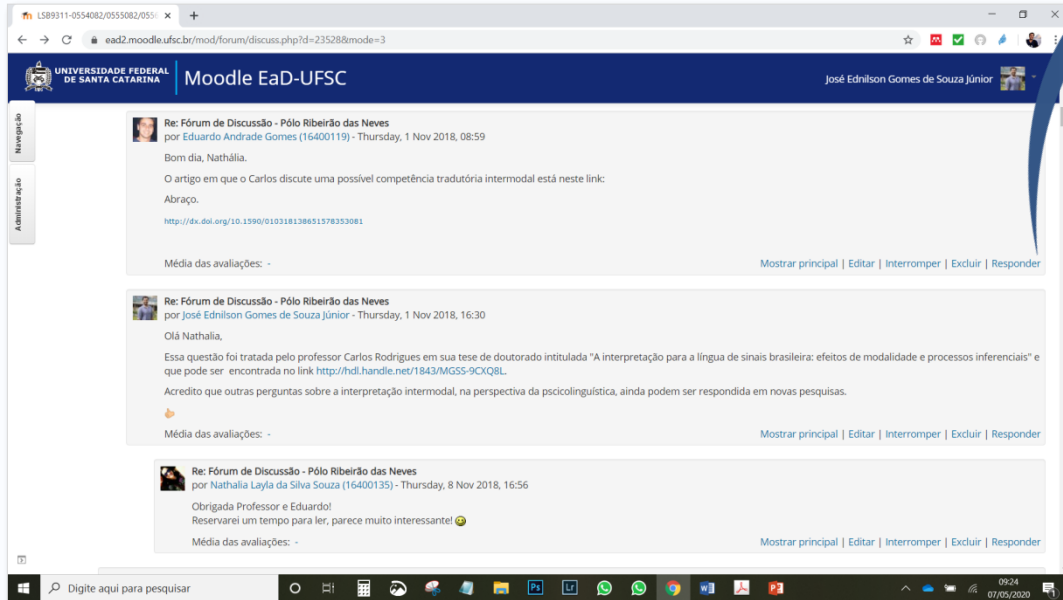 LSB9311-0554082/0555082/055
ead2.moodle.ufsc.br/mod/forum/discuss.php?d=23528&mode=3
UNIVERSIDADE FEDERAL
DE SANTA CATARINA
Moodle EaD-UFSC
José Ednilson Gomes de Souza Júnior
Navegação
Administração
Re: Fórum de Discussão - Pólo Ribeirão das Neves
por Eduardo Andrade Gomes (16400119) - Thursday, 1 Nov 2018, 08:59
Bom dia, Nathália.
O artigo em que o Carlos discute uma possível competência tradutória intermodal está neste link:
Abraço.
http://dx.doi.org/10.1590/010318138651578353081
Média das avaliações: -
Mostrar principal | Editar | Interromper | Excluir | Responder
Re: Fórum de Discussão - Pólo Ribeirão das Neves
por José Ednilson Gomes de Souza Júnior - Thursday, 1 Nov 2018, 16:30
Olá Nathalia,
Essa questão foi tratada pelo professor Carlos Rodrigues em sua tese de doutorado intitulada "A interpretação para a língua de sinais brasileira: efeitos de modalidade e processos inferenciais" e
que pode ser encontrada no link http://hdl.handle.net/1843/MGSS-9CXQ8L.
Acredito que outras perguntas sobre a interpretação intermodal, na perspectiva da pscicolinguística, ainda podem ser respondida em novas pesquisas.
Média das avaliações: -
Mostrar principal | Editar | Interromper | Excluir | Responder
Re: Fórum de Discussão - Pólo Ribeirão das Neves
por Nathalia Layla da Silva Souza (16400135) - Thursday, 8 Nov 2018, 16:56
Obrigada Professor e Eduardo!
Reservarei um tempo para ler, parece muito interessante!
Média das avaliações: -
Mostrar principal | Editar | Interromper | Excluir | Responder
Digite aqui para pesquisar
Ps
Lr
09:24
07/05/2020